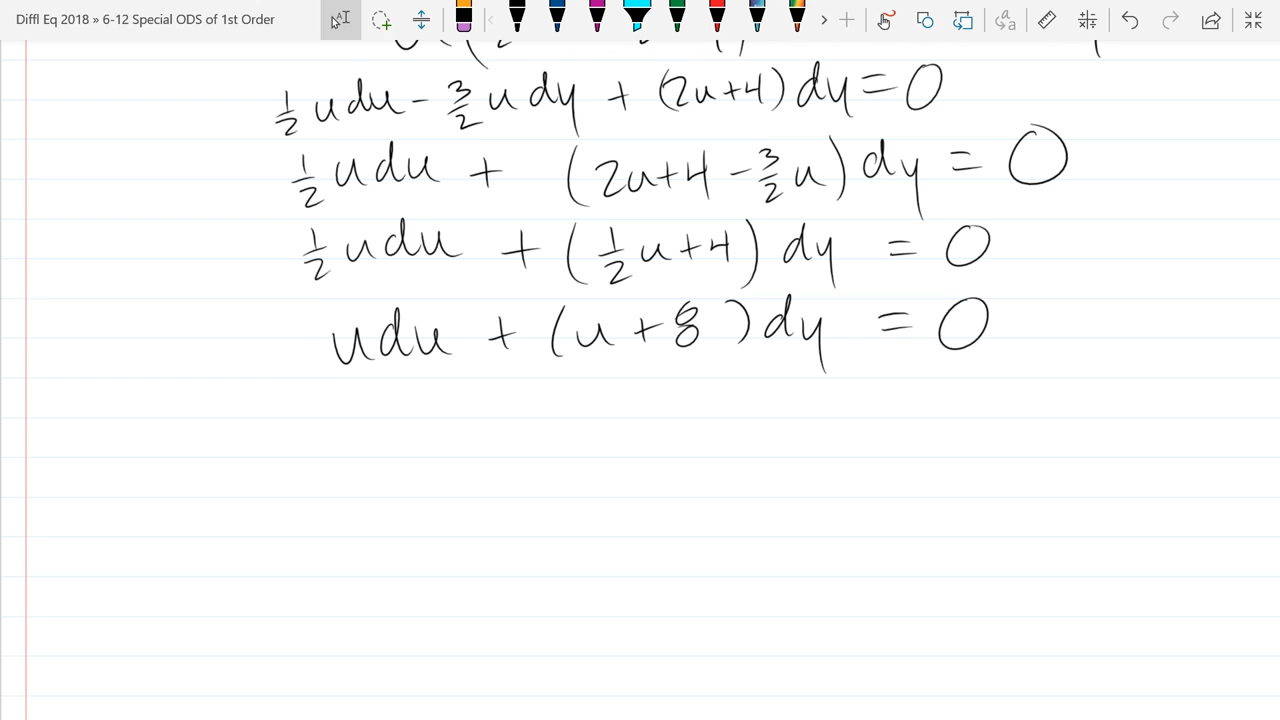 Diffl Eq 2018 » 6-12 Special ODS of 1st Order
1/2 u du - 3/2 u dy + (2u+4) dy = 0
1/2 u du + (2u+4 - 3/2 u) dy = 0
1/2 u du + (1/2 u+4) dy = 0
u du + (u+8) dy = 0